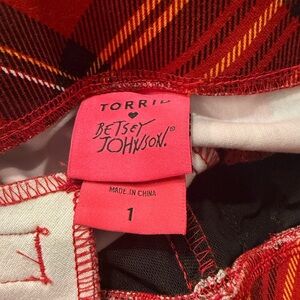 TORRID
BETSEY
JOHNSON.®
MADE IN CHINA
1